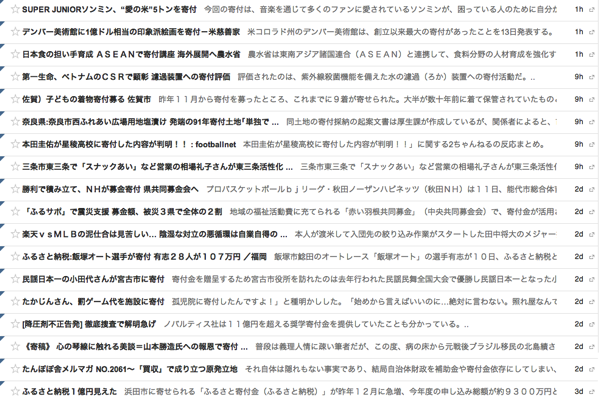 SUPER JUNIORソンミン、“愛の米”5トンを寄付 今回の寄付は、音楽を通じて多くのファンに愛されているソンミンが、困っている人のために自分が 1h
デンバー美術館に1億ドル相当の印象派絵画を寄付－米慈善家 米コロラド州のデンバー美術館は、創立以来最大の寄付があったことを13日発表する。 1h
日本食の担い手育成 ＡＳＥＡＮで寄付講座 海外展開へ農水省 農水省は東南アジア諸国連合（ＡＳＥＡＮ）と連携して、食料分野の人材育成を強化す 1h
第一生命、ベトナムのＣＳＲで顕彰 濾過装置への寄付評価 評価されたのは、紫外線殺菌機能を備えた水の濾過（ろか）装置への寄付活動だ。.. 9h
佐賀）子どもの着物寄付募る 佐賀市 昨年１１月から寄付を募ったところ、これまでに９着が寄せられた。大半が数十年前に着て保管されていたもの。 9h
奈良県:奈良市西ふれあい広場用地塩漬け 発端の91年寄付土地「単独で ... 同土地の寄付採納の起案文書は厚生課が作成しているが、関係者によると、 9h
本田圭佑が星稜高校に寄付した内容が判明！！ : footballnet 本田圭佑が星稜高校に寄付した内容が判明！！」に関する2ちゃんねるの反応まとめ。 9h
三条市東三条で「スナックあい」など営業の相場礼子さんが東三条活性化 ... 三条市東三条で「スナックあい」など営業の相場礼子さんが東三条活性 9h
勝利で積み立て、ＮＨが募金寄付 県共同募金会へ プロバスケットボールｂｊリーグ・秋田ノーザンハピネッツ（秋田ＮＨ）は１１日、能代市総合体 2d
「ふるサポ」で震災支援 募金額、被災３県で全体の２割 地域の福祉活動費に充てられる「赤い羽根共同募金」（中央共同募金会）で、寄付金が活用 2d
楽天ｖｓＭＬＢの泥仕合は見苦しい... 陰湿な対立の悪循環は自業自得の ... 本人が渡米して入団先の絞り込み作業がスタートした田中将大のメジャー 2d
ふるさと納税:飯塚オート選手が寄付 有志２８人が１０７万円 ／福岡 飯塚市鯰田のオートレース「飯塚オート」の選手有志が１０日、ふるさと納税と 2d
民謡日本一の小田代さんが宮古市に寄付 寄付金を贈呈するため宮古市役所を訪れたのは去年行われた民謡民舞全国大会で優勝し民謡日本一となった小 2d
たかじんさん、罰ゲーム代を施設に寄付 孤児院に寄付したんですよ！」と種明かしした。「始めから言えばいいのに…絶対に言わない。照れ屋なんで 2d
[降圧剤不正告発] 徹底捜査で解明急げ ノバルティス社は１１億円を超える奨学寄付金を提供していたことも分かっている。.. 2d
《寄稿》 心の琴線に触れる美談＝山本勝造氏への報恩で寄付 ... 普段は義理人情に疎い筆者だが、この度、病の床から元戦後ブラジル移民の北島績さ 2d
たんぽぽ舎メルマガ NO.2061～「買収」で成り立つ原発立地 それ自体は隠れもない事実であり、結局自治体財政を補助金や寄付金依存にしてしまい、 2d
ふるさと納税１億円見えた 浜田市に寄せられる「ふるさと寄付（ふるさと納税）」が昨年１２月に急増、今年度の申し込み総額が約９３００万円と 3d